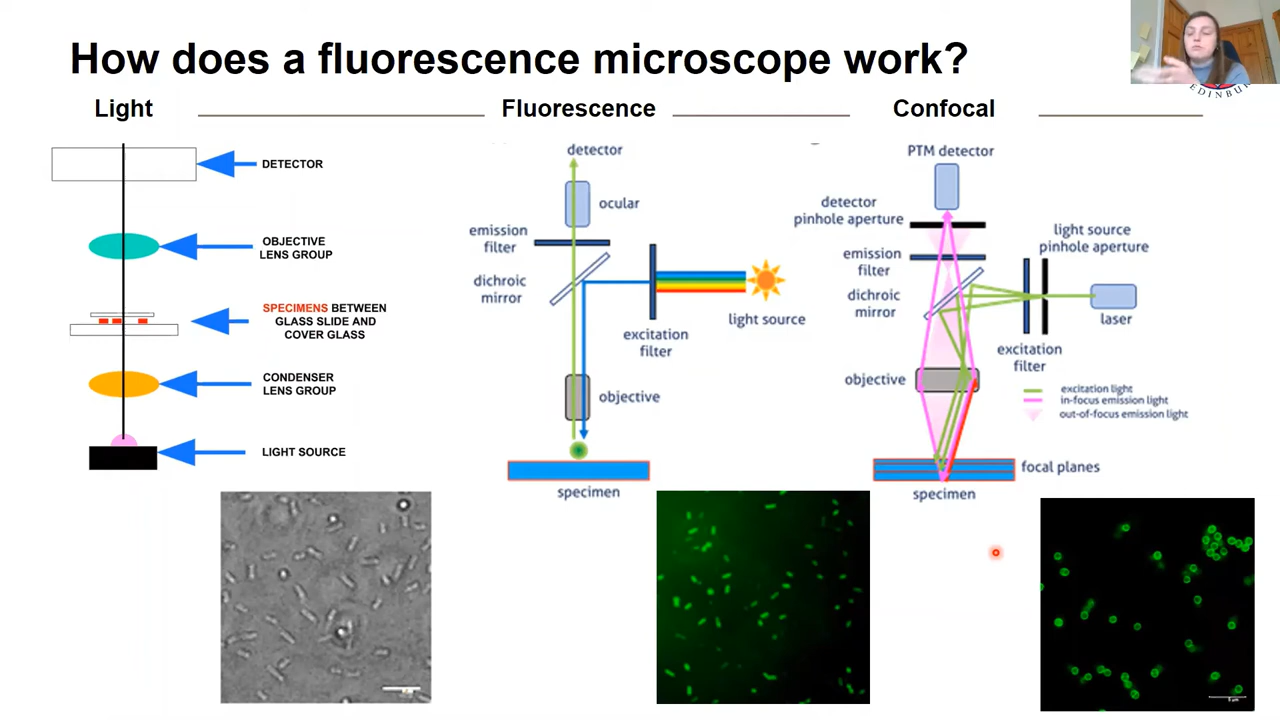 How does a fluorescence microscope work?
EDINBUR
Light
Fluorescence
Confocal
DETECTOR
OBJECTIVE
LENS GROUP
SPECIMENS BETWEEN
GLASS SLIDE AND
COVER GLASS
CONDENSER
LENS GROUP
LIGHT SOURCE
detector
ocular
emission
filter
dichroic
mirror
light source
excitation
filter
objective
specimen
PTM detector
detector
pinhole aperture
light source
pinhole aperture
emission
filter
dichroic
mirror
laser
excitation
filter
objective
excitation light
in-focus emission light
out-of-focus emission light
focal planes
specimen